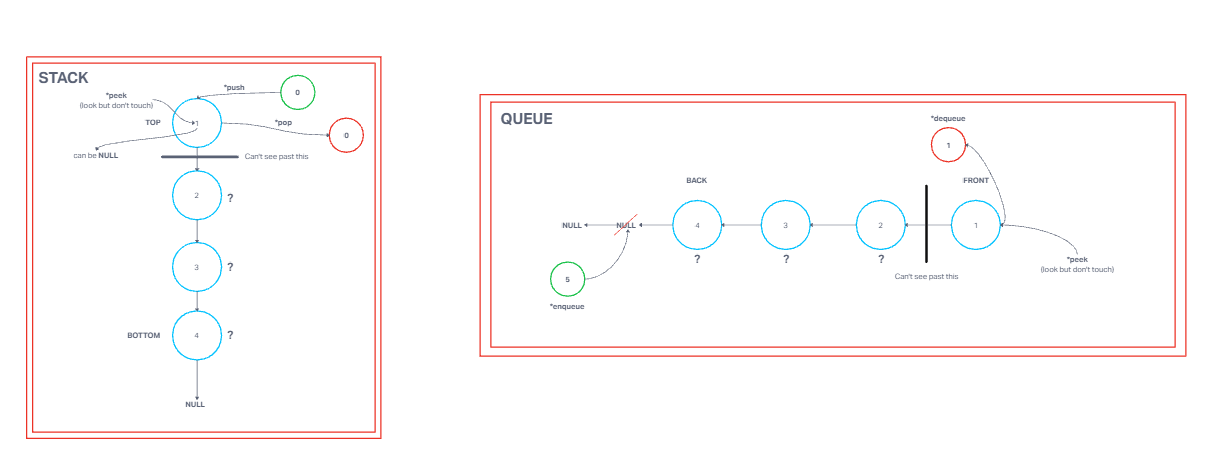 STACK
*push
0
*peek
(look but don't touch)
TOP
1
*pop
0
can be NULL
Can't see past this
2
?
3
?
BOTTOM
4
?
NULL
QUEUE
*dequeue
1
BACK
FRONT
NULL
NULL
4
3
2
1
?
?
?
*peek
(look but don't touch)
Can't see past this
5
*enqueue